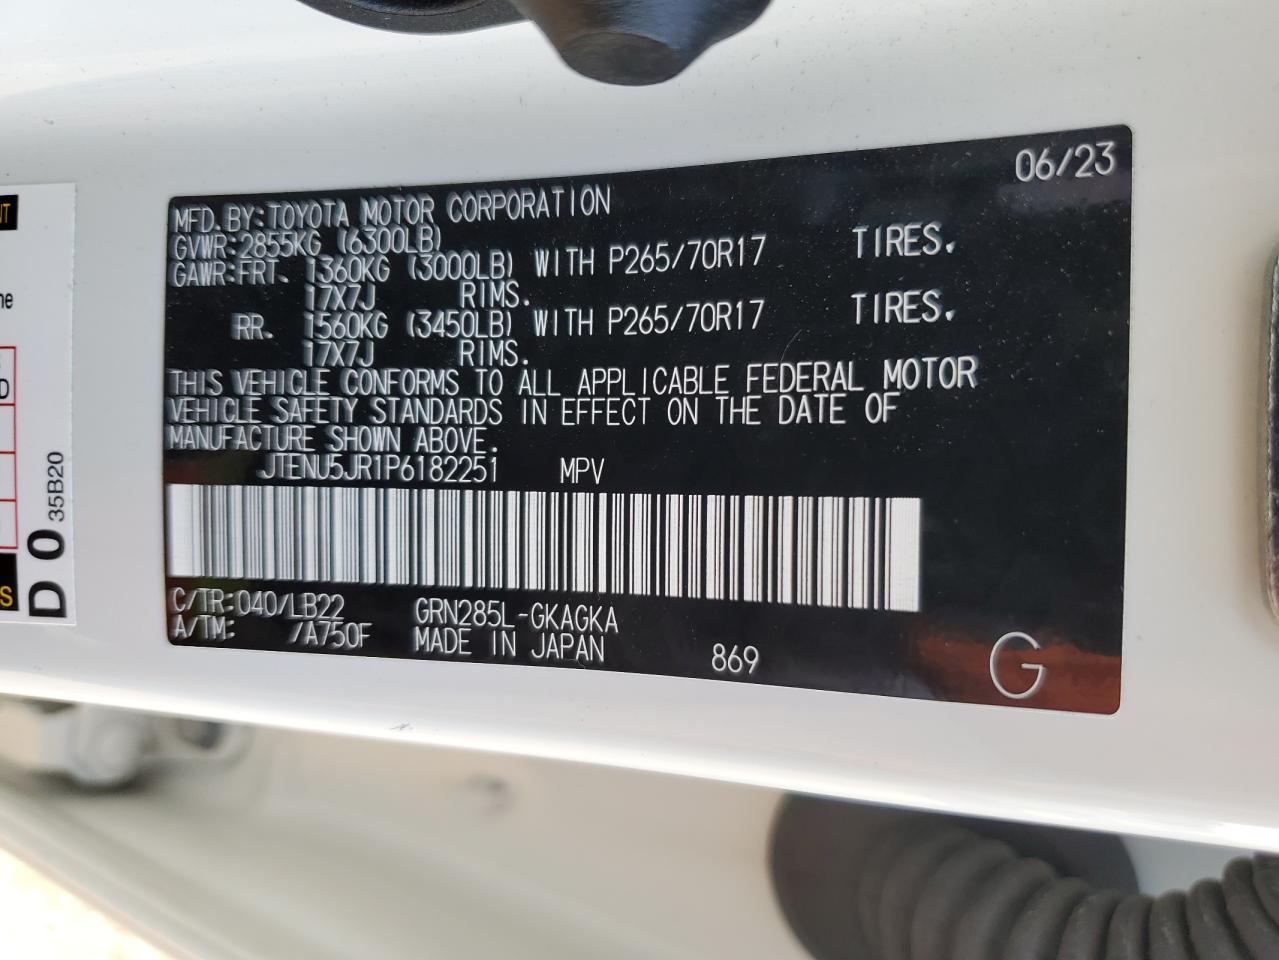 06/23
MFD. BY: TOYOTA MOTOR CORPORATION
GVWR: 2855KG (6300LB)
GAWR: FRT. 1360KG (3000LB) WITH P265/70R17 TIRES.
17X7J RIMS.
RR. 1560KG (3450LB) WITH P265/70R17 TIRES.
17X7J RIMS.
THIS VEHICLE CONFORMS TO ALL APPLICABLE FEDERAL MOTOR
VEHICLE SAFETY STANDARDS IN EFFECT ON THE DATE OF
MANUFACTURE SHOWN ABOVE.
JTENU5JR1P6182251 MPV
C/TR: 040/LB22 GRN285L-GKAGKA
A/TM: /A750F MADE IN JAPAN 869
G
D 0 35B20